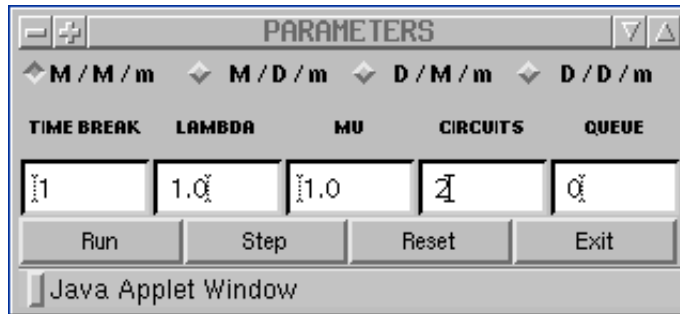 PARAMETERS
M/M/m M/D/m D/M/m D/D/m
TIME BREAK LAMBDA MU CIRCUITS QUEUE
1 1.0 1.0 2 0
Run Step Reset Exit
Java Applet Window